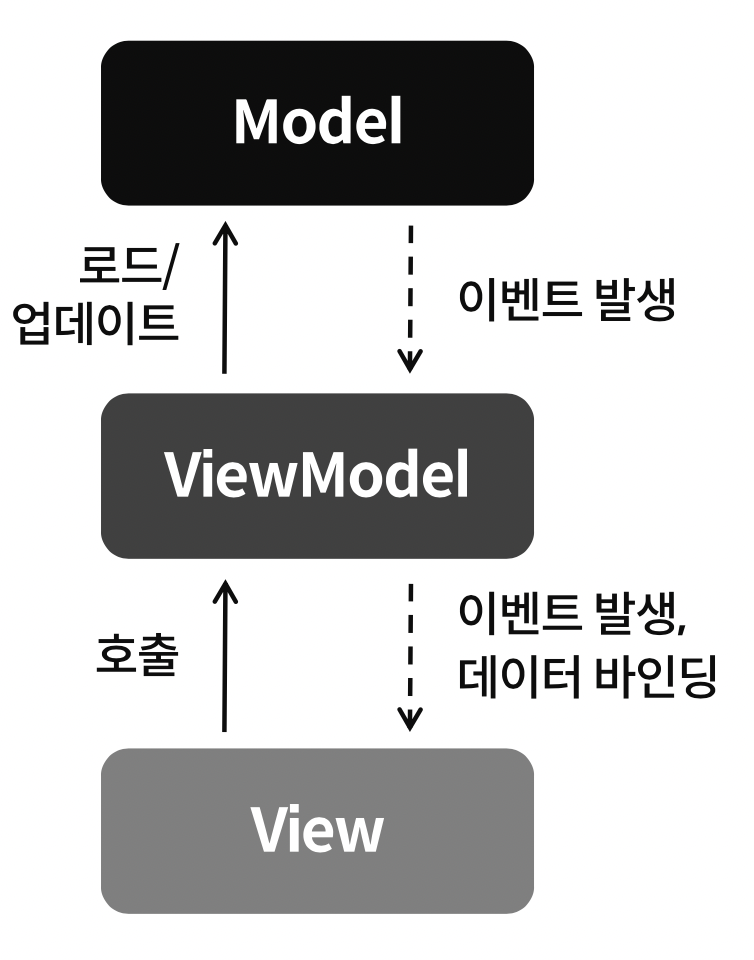 Model
로드/
업데이트
이벤트 발생
ViewModel
호출
이벤트 발생,
데이터 바인딩
View